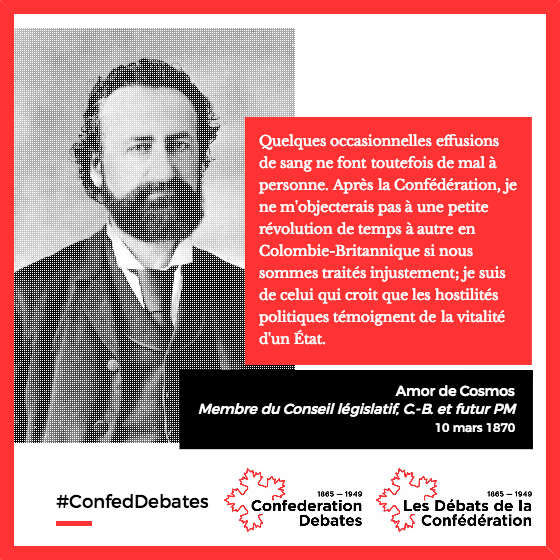 Quelques occasionnelles effusions
de sang ne font toutefois de mal à
personne. Après la Confédération, je
ne m'objecterais pas à une petite
révolution de temps à autre en
Colombie-Britannique si nous
sommes traités injustement; je suis
de celui qui croit que les hostilités
politiques témoignent de la vitalité
d'un État.
Amor de Cosmos
Membre du Conseil législatif, C.-B. et futur PM
10 mars 1870
#ConfedDebates
1865 — 1949
Confederation
Debates
1865 — 1949
Les Débats de la
Confédération